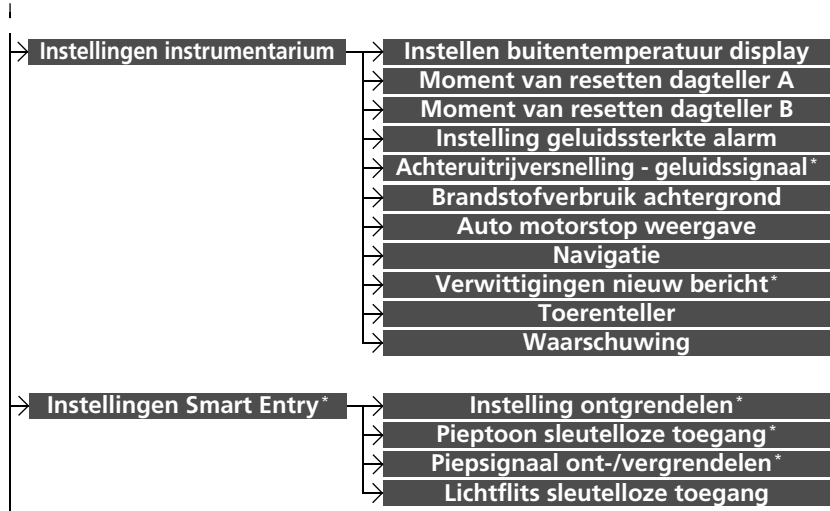 Instellingen instrumentarium
Instellen buitentemperatuur display
Moment van resetten dagteller A
Moment van resetten dagteller B
Instelling geluidssterkte alarm
Achteruitrijversnelling - geluidssignaal*
Brandstofverbruik achtergrond
Auto motorstop weergave
Navigatie
Verwittigingen nieuw bericht*
Toerenteller
Waarschuwing
Instellingen Smart Entry*
Instelling ontgrendelen*
Pieptoon sleutelloze toegang*
Piepsignaal ont-/vergrendelen*
Lichtflits sleutelloze toegang